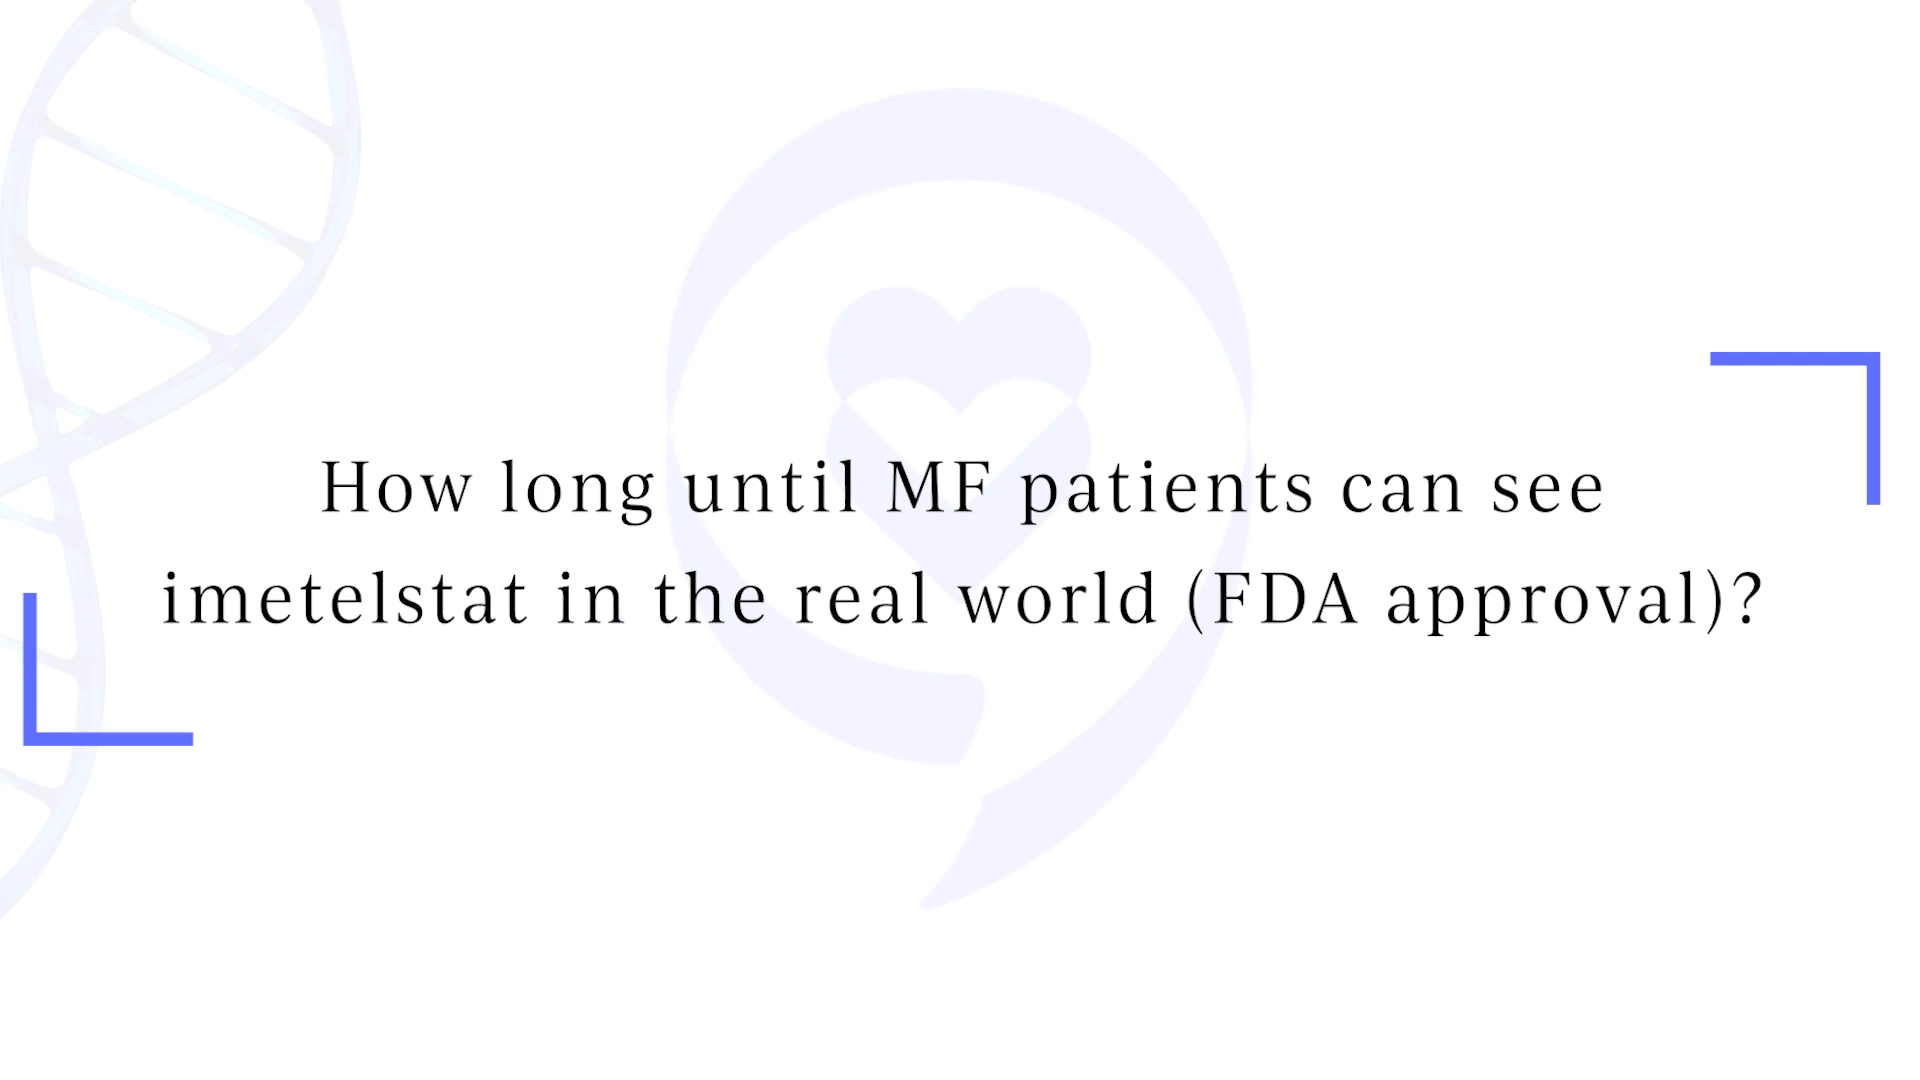 How long until MF patients can see
imetelstat in the real world (FDA approval)?